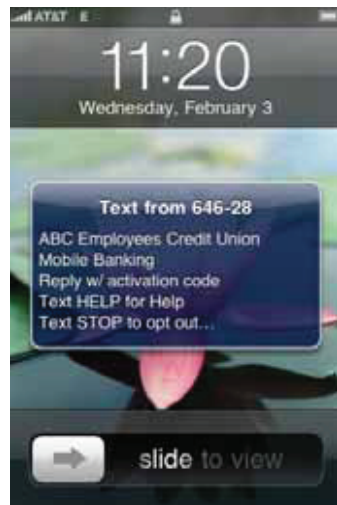 AT&T E
11:20
Wednesday, February 3
Text from 646-28
ABC Employees Credit Union
Mobile Banking
Reply w/ activation code
Text HELP for Help
Text STOP to opt out...
slide to view